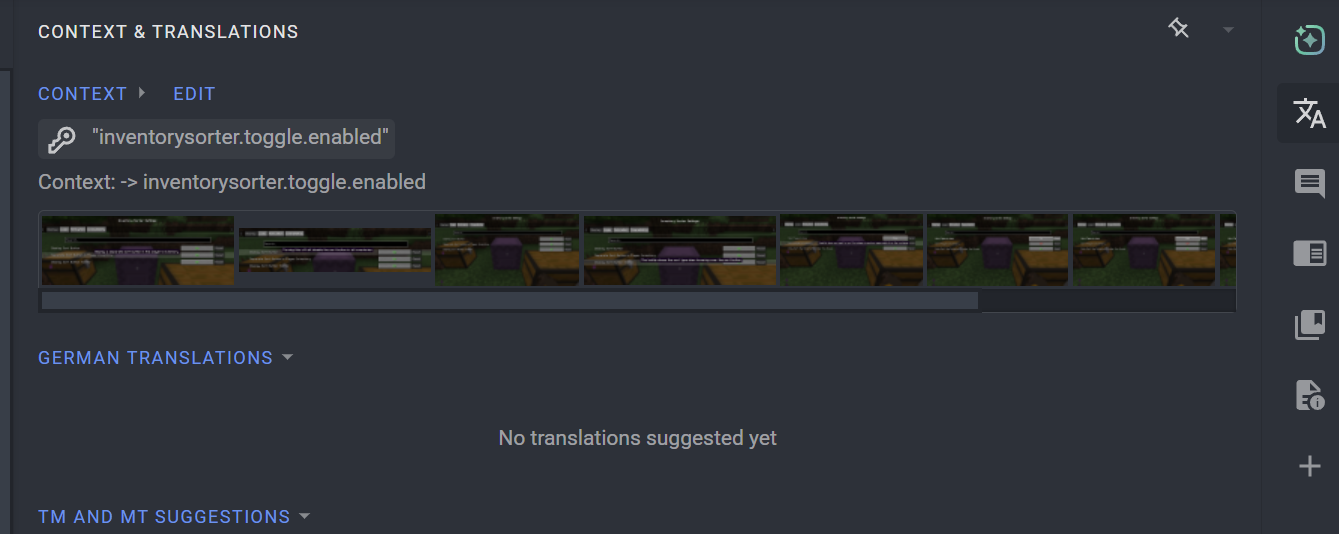 CONTEXT & TRANSLATIONS
CONTEXT EDIT
"inventorysorter.toggle.enabled"
Context: -> inventorysorter.toggle.enabled
GERMAN TRANSLATIONS
No translations suggested yet
TM AND MT SUGGESTIONS